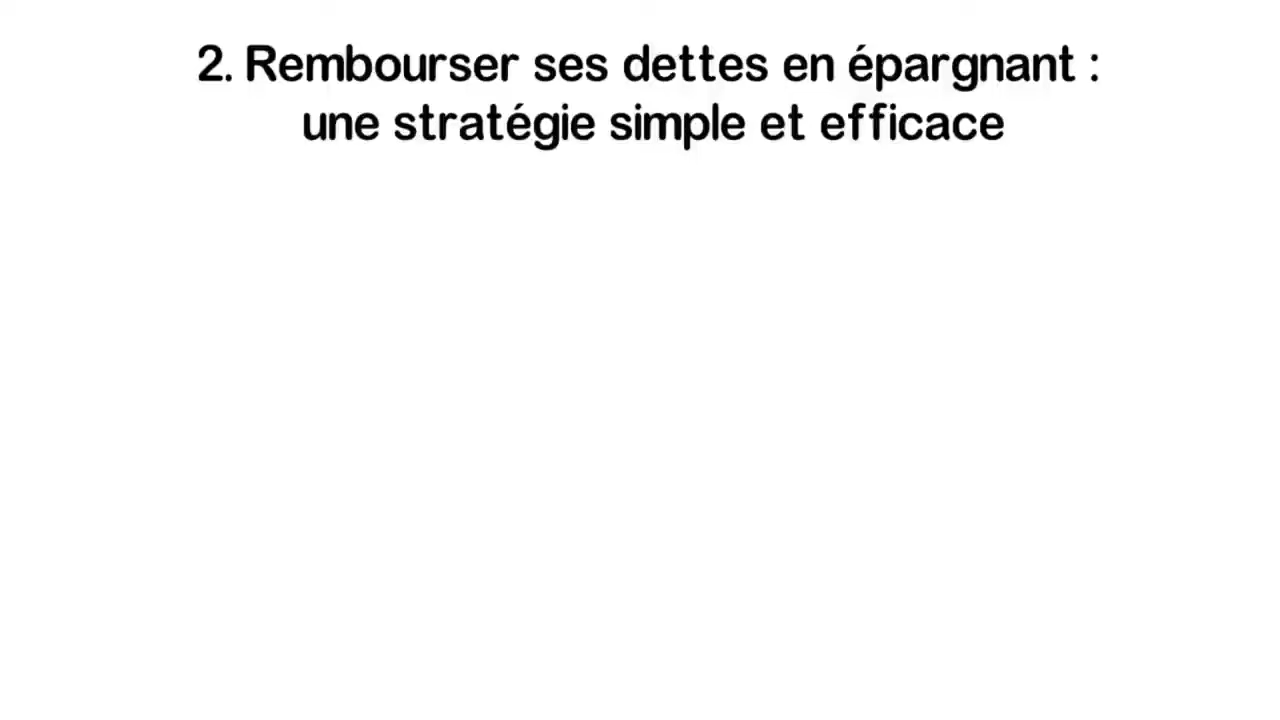 2. Rembourser ses dettes en épargnant :
une stratégie simple et efficace